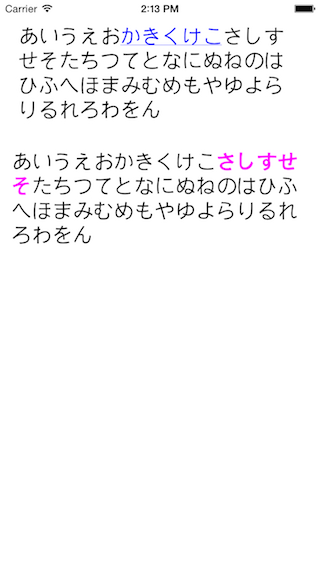 Carrier 2:13 PM
あいうえおかきくけこさしす
せそたちつてとなにぬねのは
ひふへほまみむめもやゆよら
りるれろわをん
あいうえおかきくけこさしすせ
そたちつてとなにぬねのはひふ
へほまみむめもやゆよらりるれ
ろわをん